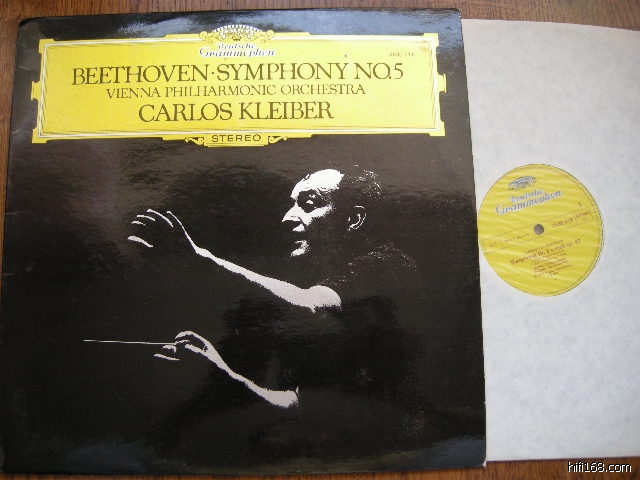 Deutsche
Grammophon
BEETHOVEN·SYMPHONY NO.5
VIENNA PHILHARMONIC ORCHESTRA
CARLOS KLEIBER
STEREO
Deutsche
Grammophon
hifi168.com